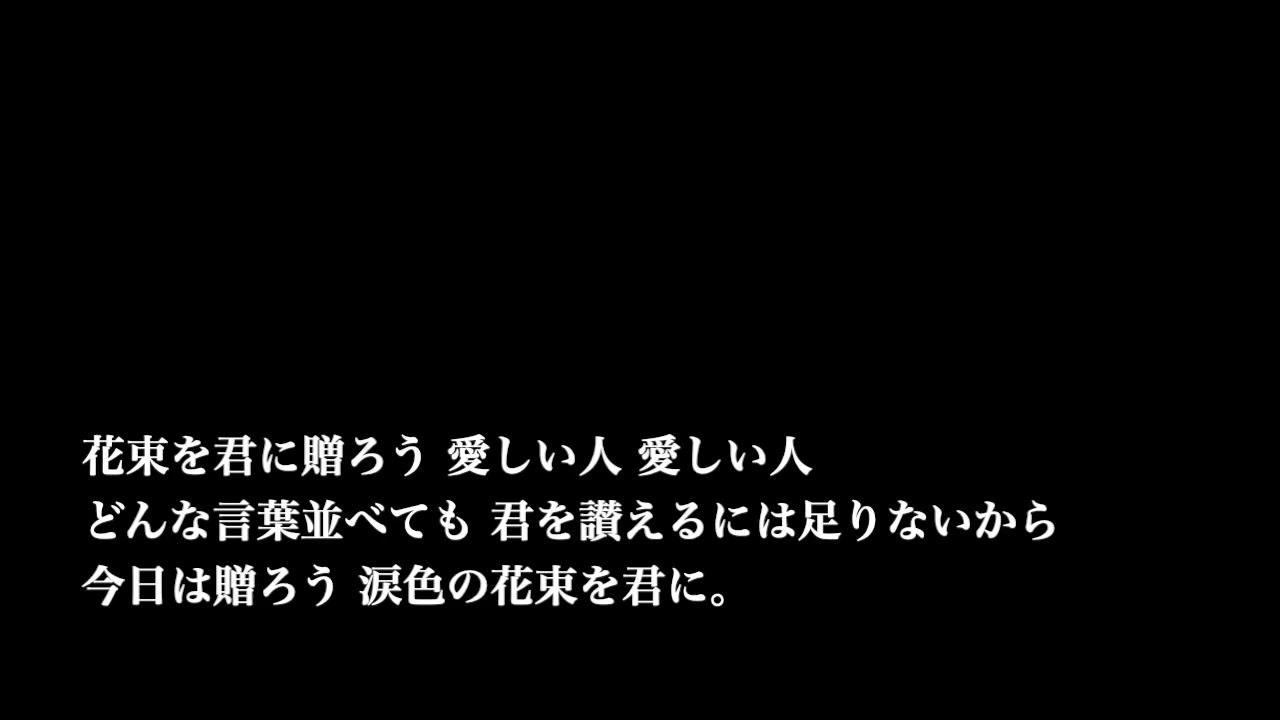 花束を君に贈ろう 愛しい人 愛しい人
どんな言葉並べても 君を讃えるには足りないから
今日は贈ろう 涙色の花束を君に。